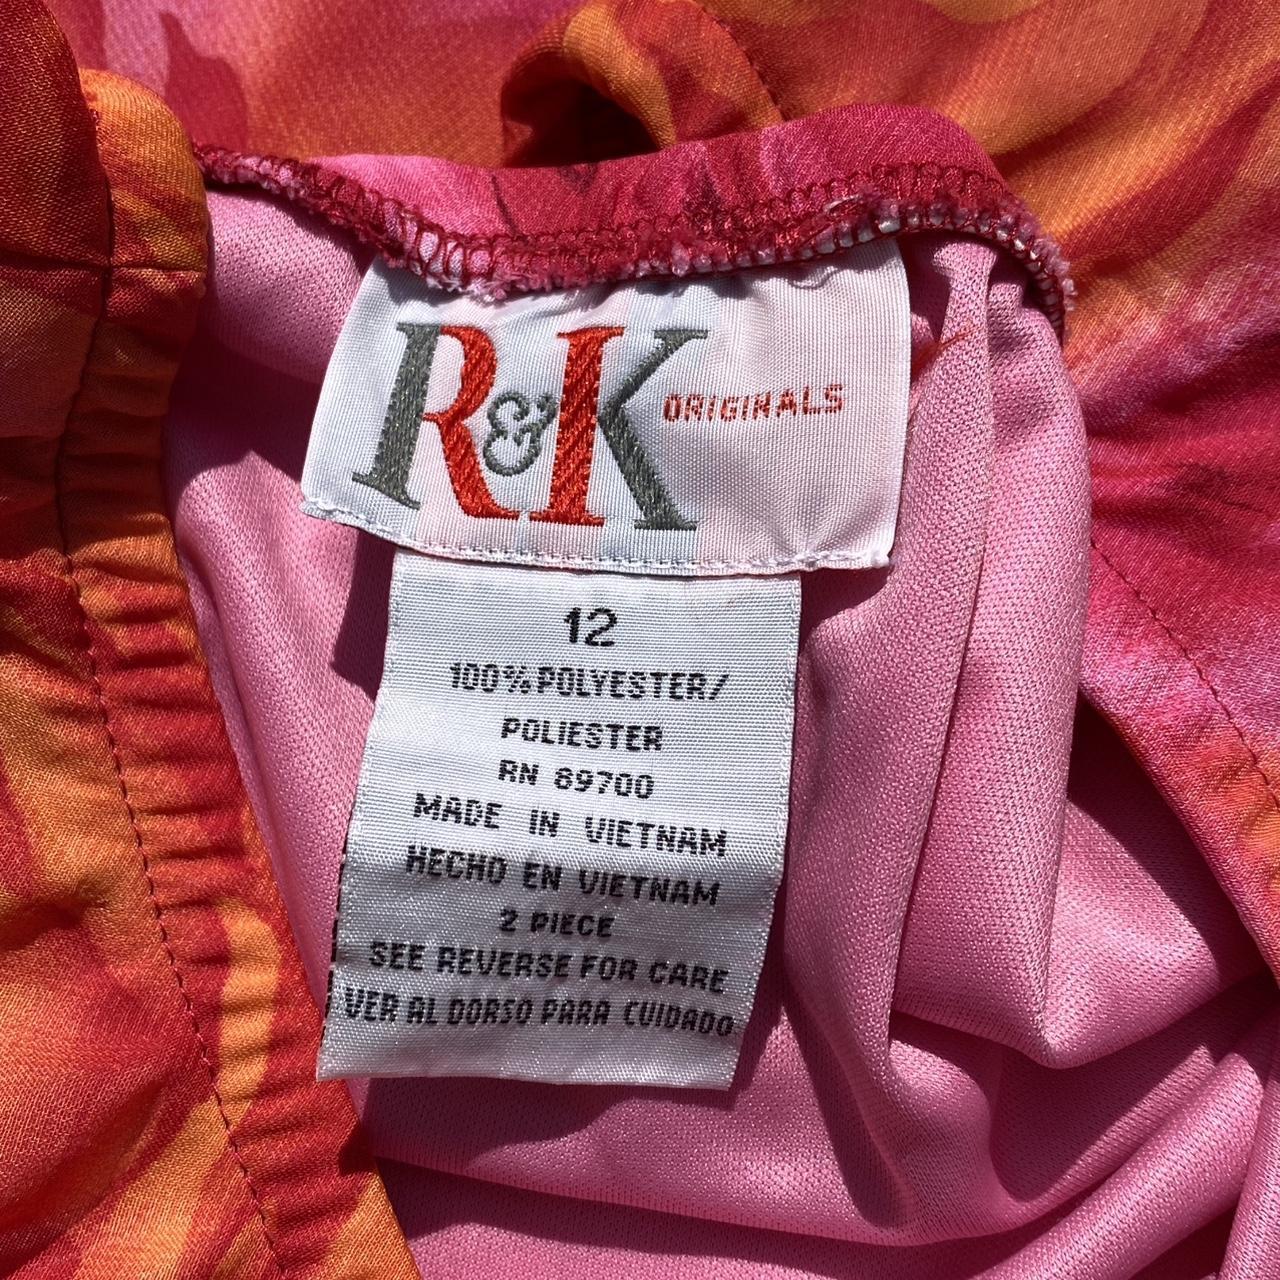 R&K ORIGINALS
12
100% POLYESTER/
POLIESTER
RN 69700
MADE IN VIETNAM
HECHO EN VIETNAM
2 PIECE
SEE REVERSE FOR CARE
VER AL DORSO PARA CUIDADO